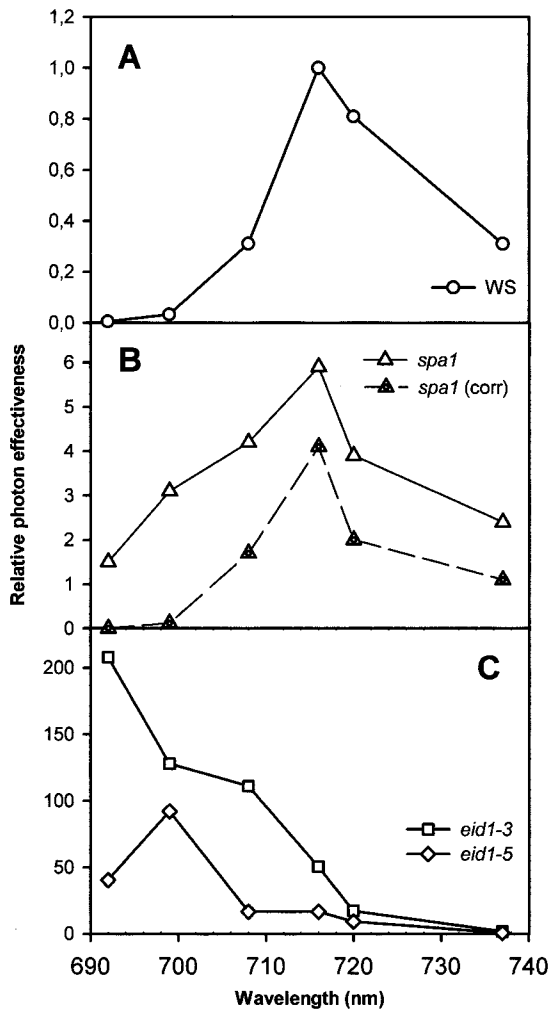 1,2
A
1,0
0,8
0,6
0,4
0,2
WS
0,0
B
spa1
6
spa1 (corr)
5
4
3
2
1
0
Relative photon effectiveness
C
200
150
eid1-3
100
eid1-5
50
0
690 700 710 720 730 740
Wavelength (nm)